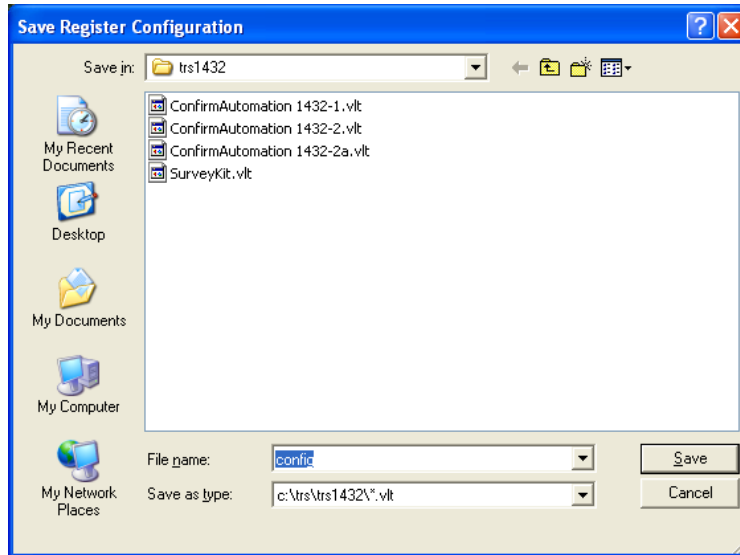 Save Register Configuration
Save in: trs1432
ConfirmAutomation 1432-1.vlt
ConfirmAutomation 1432-2.vlt
ConfirmAutomation 1432-2a.vlt
SurveyKit.vlt
My Recent
Documents
Desktop
My Documents
My Computer
My Network
Places
File name: config
Save
Save as type: c:\trs\trs1432\*.vlt
Cancel